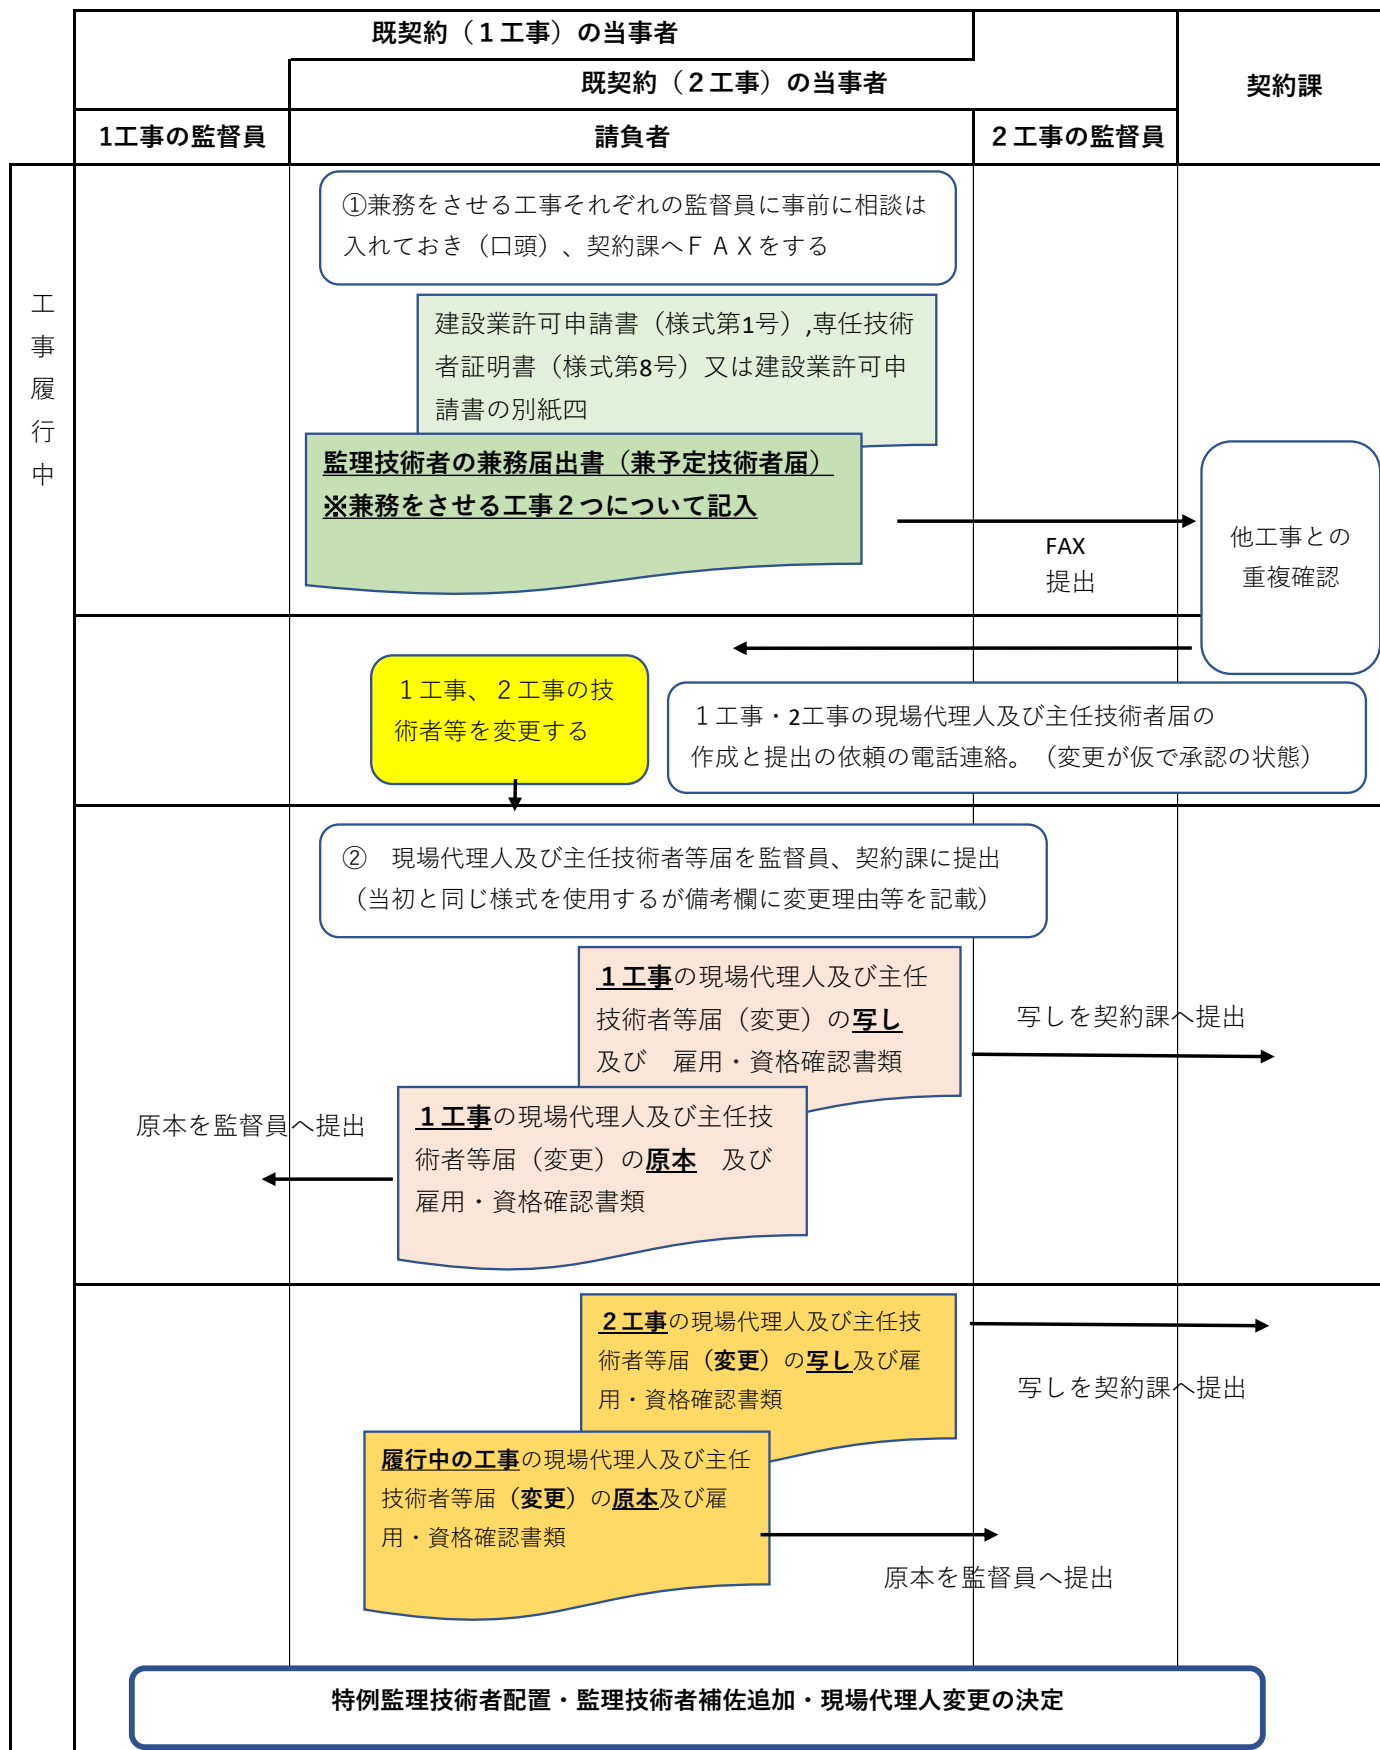 既契約（１工事）の当事者
既契約（２工事）の当事者
契約課
1工事の監督員
請負者
２工事の監督員
工事履行中
①兼務をさせる工事それぞれの監督員に事前に相談は
入れておき（口頭）、契約課へＦＡＸをする
建設業許可申請書（様式第1号）,専任技術
者証明書（様式第8号）又は建設業許可申
請書の別紙四
監理技術者の兼務届出書（兼予定技術者届）
※兼務をさせる工事２つについて記入
FAX
提出
他工事との
重複確認
１工事、２工事の技
術者等を変更する
１工事・2工事の現場代理人及び主任技術者届の
作成と提出の依頼の電話連絡。（変更が仮で承認の状態）
②　現場代理人及び主任技術者等届を監督員、契約課に提出
（当初と同じ様式を使用するが備考欄に変更理由等を記載）
１工事の現場代理人及び主任
技術者等届（変更）の写し
及び　雇用・資格確認書類
写しを契約課へ提出
原本を監督員へ提出
１工事の現場代理人及び主任技
術者等届（変更）の原本　及び
雇用・資格確認書類
２工事の現場代理人及び主任技
術者等届（変更）の写し及び雇
用・資格確認書類
写しを契約課へ提出
履行中の工事の現場代理人及び主任
技術者等届（変更）の原本及び雇
用・資格確認書類
原本を監督員へ提出
特例監理技術者配置・監理技術者補佐追加・現場代理人変更の決定